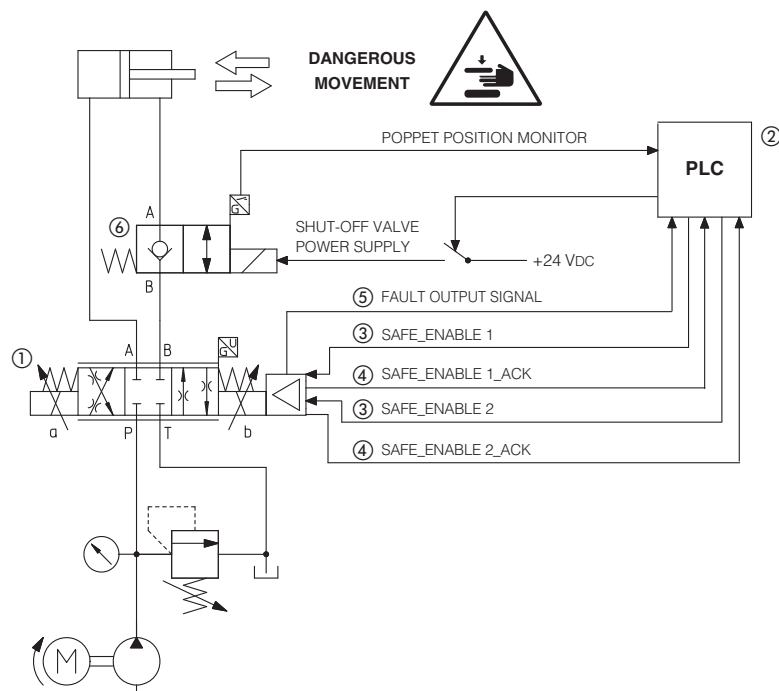 DANGEROUS
MOVEMENT
POPPET POSITION MONITOR
②
PLC
G
A
⑥
SHUT-OFF VALVE
POWER SUPPLY
+24 VDC
B
⑤ FAULT OUTPUT SIGNAL
③ SAFE_ENABLE 1
①
A B
U
G
④ SAFE_ENABLE 1_ACK
③ SAFE_ENABLE 2
a P T b
④ SAFE_ENABLE 2_ACK
M